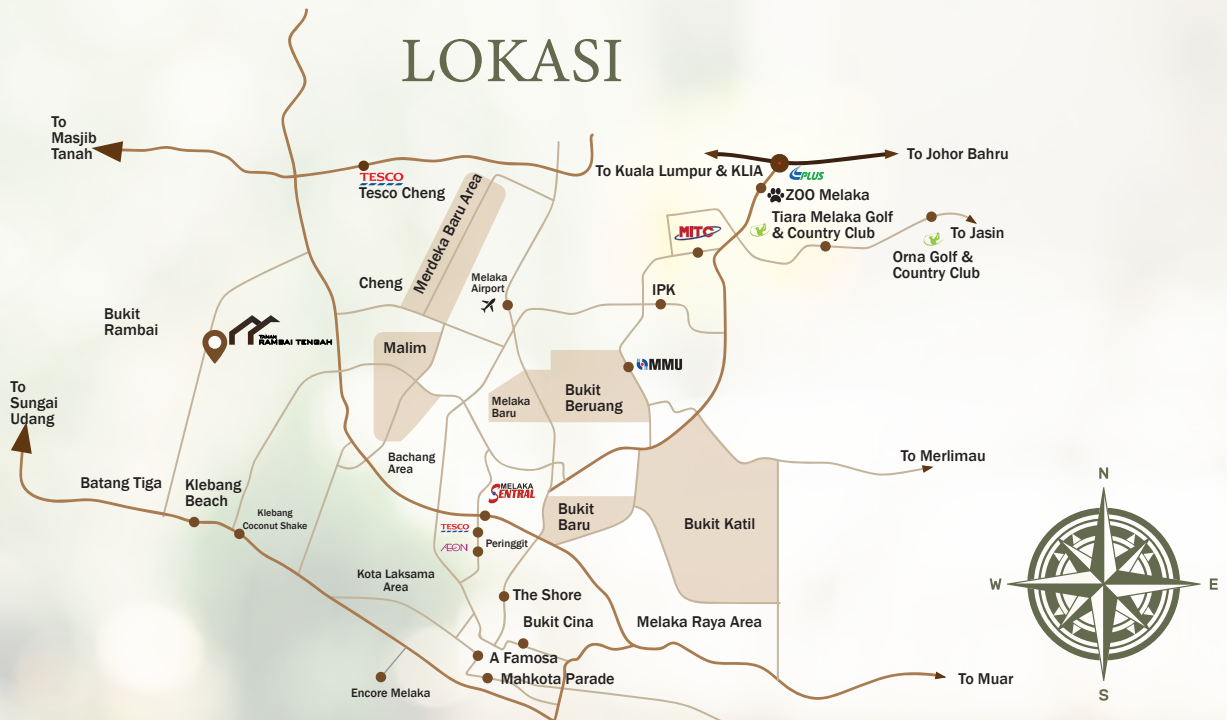 LOKASI
To
Masjib
Tanah
TESCO
Tesco Cheng
To Kuala Lumpur & KLIA
PLUS
To Johor Bahru
ZOO Melaka
Tiara Melaka Golf
& Country Club
MITC
To Jasin
Orna Golf &
Country Club
Merdeka Baru Area
Cheng
Melaka
Airport
IPK
Bukit
Rambai
TAMAN
RAMBAI TENGAH
Malim
MMU
To
Sungai
Udang
Melaka
Baru
Bukit
Beruang
Bachang
Area
To Merlimau
Batang Tiga
Klebang
Beach
Klebang
Coconut Shake
MELAKA
SENTRAL
TESCO
AEON
Peringgit
Bukit
Baru
Bukit Katil
Kota Laksama
Area
The Shore
Bukit Cina
Melaka Raya Area
A Famosa
Mahkota Parade
Encore Melaka
To Muar
N
W
E
S